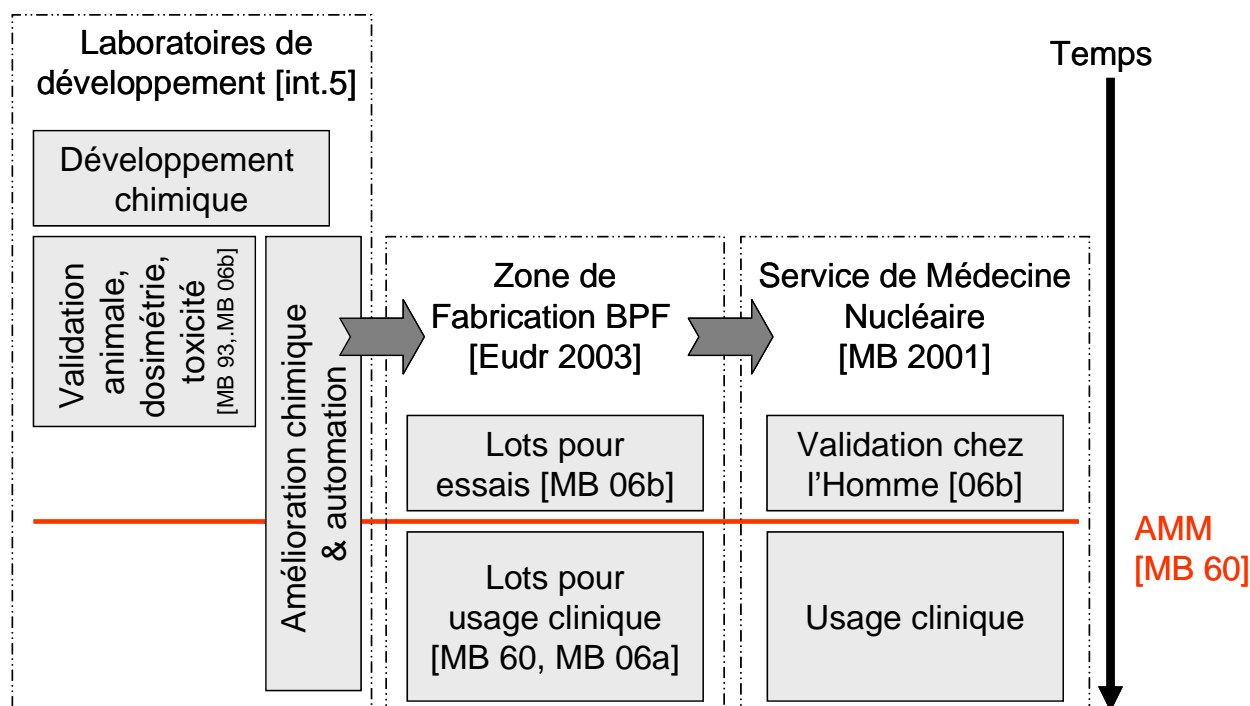 Laboratoires de
développement [int.5]
Temps
Développement
chimique
Validation
animale,
dosimétrie,
toxicité
[MB 93,.MB 06b]
Amélioration chimique
& automation
Zone de
Fabrication BPF
[Eudr 2003]
Service de Médecine
Nucléaire
[MB 2001]
Lots pour
essais [MB 06b]
Validation chez
l'Homme [06b]
AMM
[MB 60]
Lots pour
usage clinique
[MB 60, MB 06a]
Usage clinique